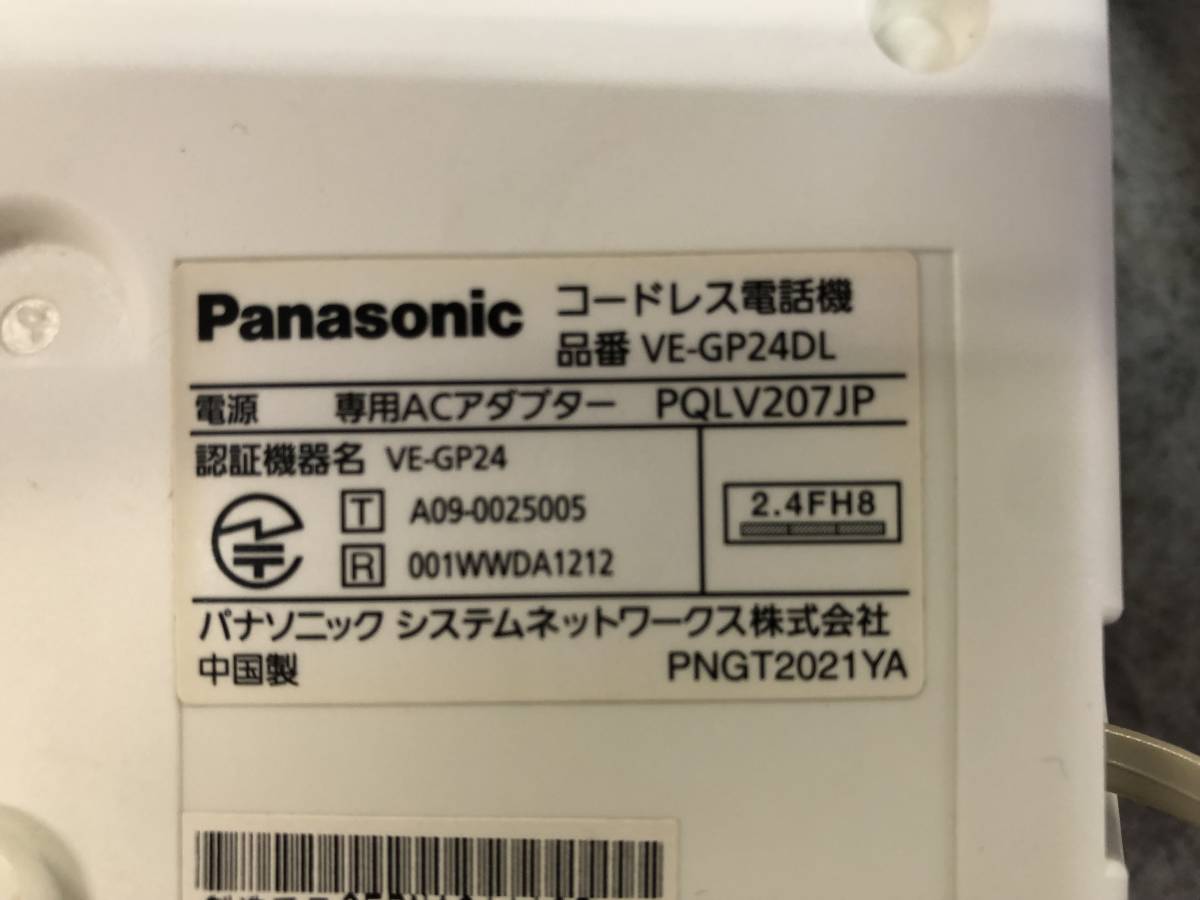 Panasonic コードレス電話機
品番 VE-GP24DL
電源 専用ACアダプター PQLV207JP
認証機器名 VE-GP24
T A09-0025005
R 001WWDA1212
2.4FH8
パナソニック システムネットワークス株式会社
中国製 PNGT2021YA